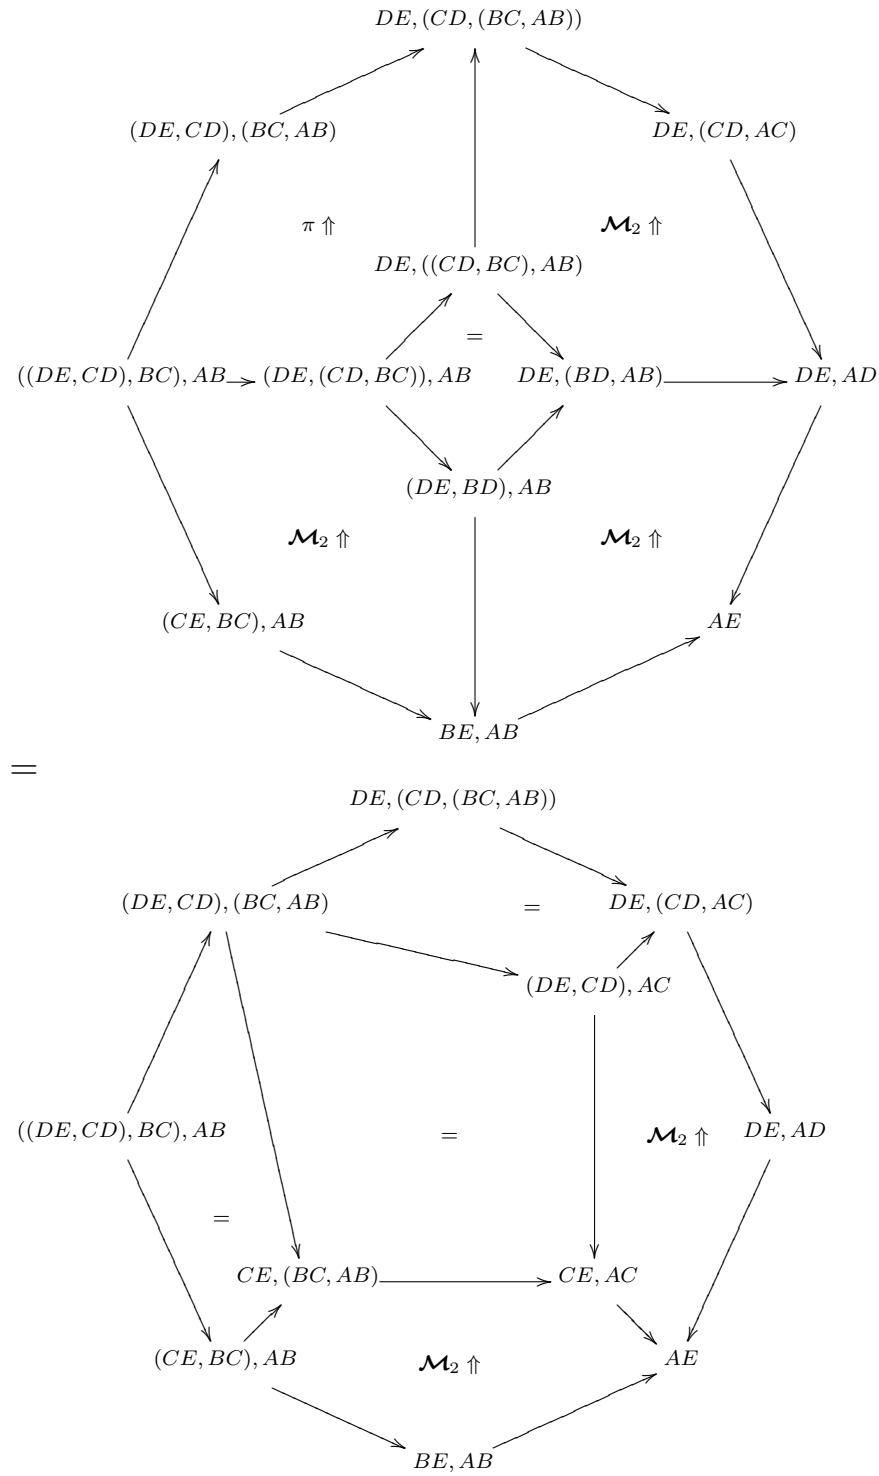 DE, (CD, (BC, AB))
(DE, CD), (BC, AB) DE, (CD, AC)
π ⇑ 𝓜₂ ⇑
DE, ((CD, BC), AB)
=
((DE, CD), BC), AB (DE, (CD, BC)), AB DE, (BD, AB) DE, AD
(DE, BD), AB
𝓜₂ ⇑ 𝓜₂ ⇑
(CE, BC), AB AE
BE, AB
=
DE, (CD, (BC, AB))
(DE, CD), (BC, AB) = DE, (CD, AC)
(DE, CD), AC
((DE, CD), BC), AB = 𝓜₂ ⇑ DE, AD
=
CE, (BC, AB) CE, AC
(CE, BC), AB 𝓜₂ ⇑ AE
BE, AB